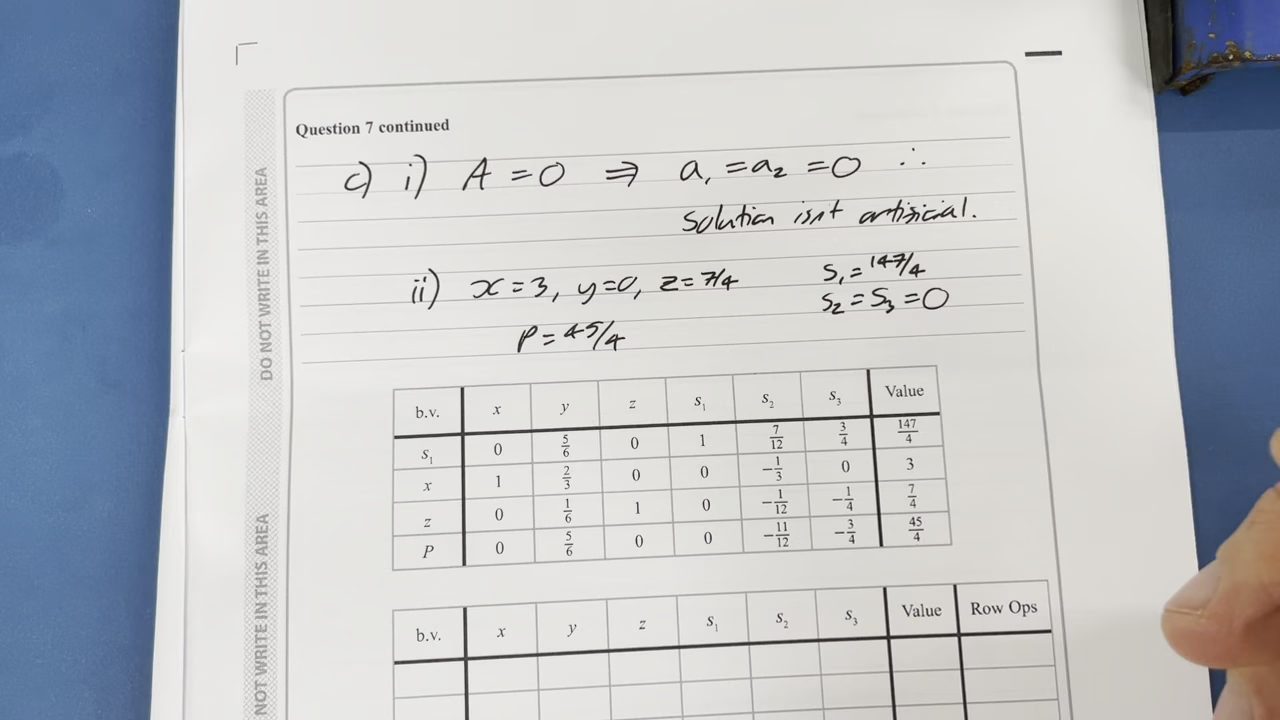 DO NOT WRITE IN THIS AREA
NOT WRITE IN THIS AREA
Question 7 continued
c) i) A = 0 ⇒ a₁ = a₂ = 0 ∴
Solution isnt artificial.
ii) x = 3, y = 0, z = 7/4 S₁ = 147/4
S₂ = S₃ = 0
P = 45/4
b.v. x y z s₁ s₂ s₃ Value
s₁ 0 5/6 0 1 7/12 3/4 147/4
x 1 2/3 0 0 -1/3 0 3
z 0 1/6 1 0 -1/12 -1/4 7/4
P 0 5/6 0 0 -11/12 -3/4 45/4
b.v. x y z s₁ s₂ s₃ Value Row Ops